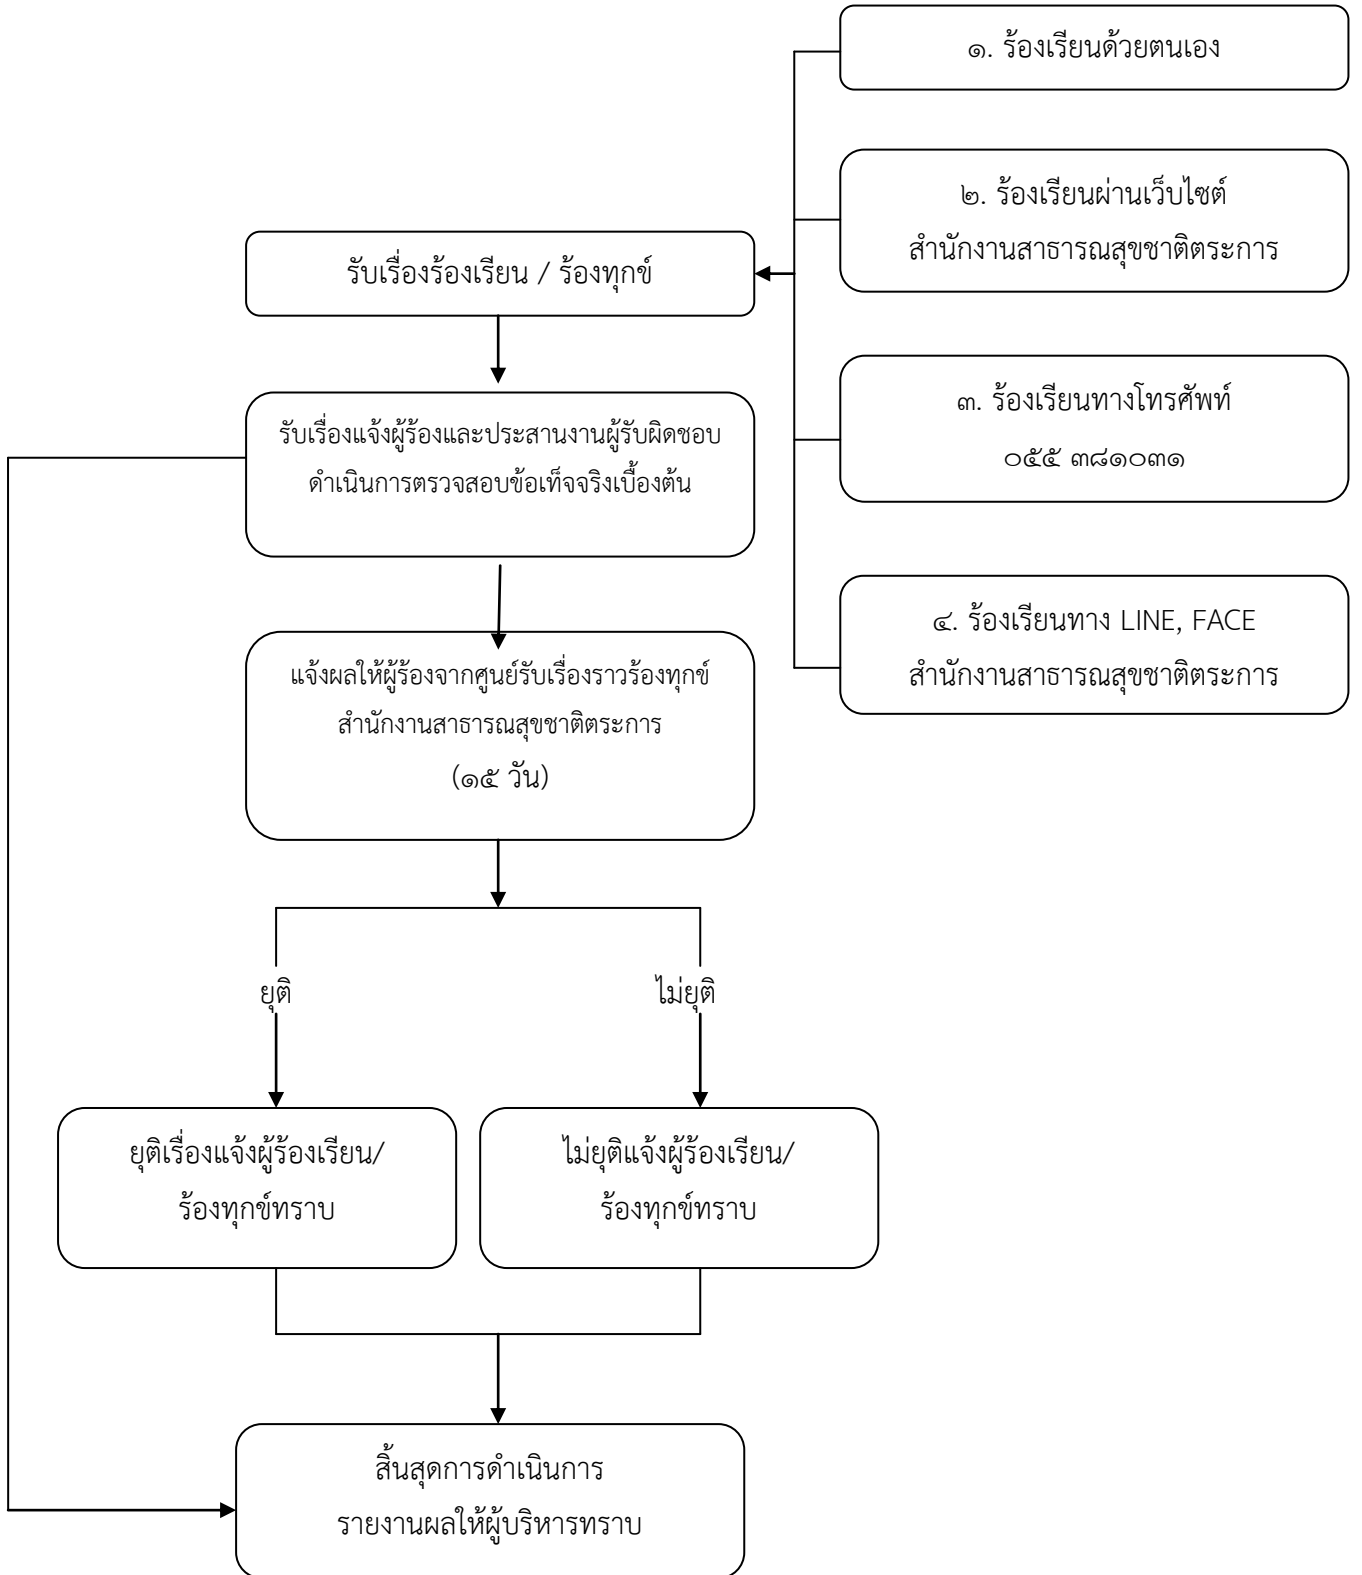 ๑. ร้องเรียนด้วยตนเอง
๒. ร้องเรียนผ่านเว็บไซต์
สำนักงานสาธารณสุขชาติตระการ
รับเรื่องร้องเรียน / ร้องทุกข์
๓. ร้องเรียนทางโทรศัพท์
๐๕๕ ๓๘๑๐๓๑
รับเรื่องแจ้งผู้ร้องและประสานงานผู้รับผิดชอบ
ดำเนินการตรวจสอบข้อเท็จจริงเบื้องต้น
๔. ร้องเรียนทาง LINE, FACE
สำนักงานสาธารณสุขชาติตระการ
แจ้งผลให้ผู้ร้องจากศูนย์รับเรื่องราวร้องทุกข์
สำนักงานสาธารณสุขชาติตระการ
(๑๕ วัน)
ยุติ
ไม่ยุติ
ยุติเรื่องแจ้งผู้ร้องเรียน/
ร้องทุกข์ทราบ
ไม่ยุติแจ้งผู้ร้องเรียน/
ร้องทุกข์ทราบ
สิ้นสุดการดำเนินการ
รายงานผลให้ผู้บริหารทราบ